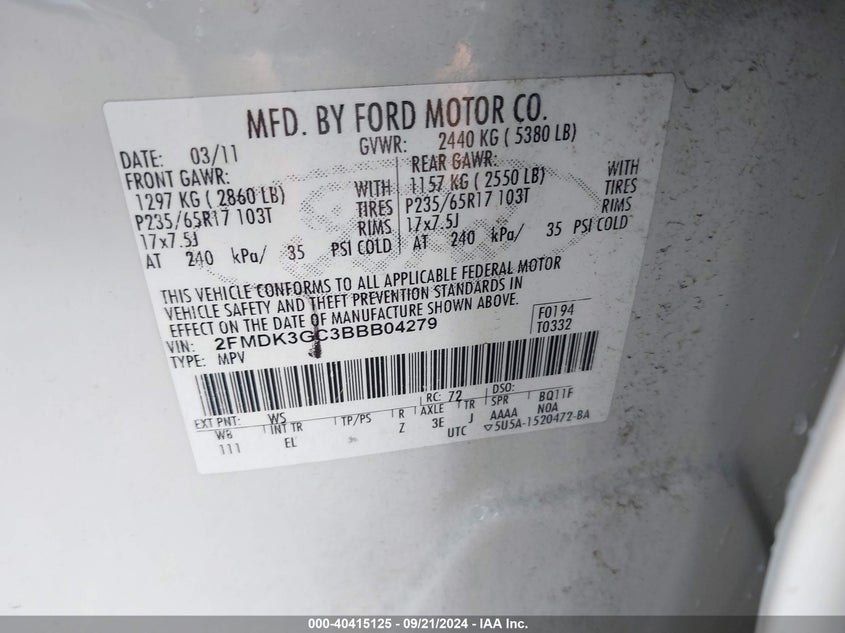 MFD. BY FORD MOTOR CO.
DATE: 03/11 GVWR: 2440 KG ( 5380 LB)
FRONT GAWR: REAR GAWR:
1297 KG ( 2860 LB) WITH 1157 KG ( 2550 LB) WITH
P235/65R17 103T TIRES P235/65R17 103T TIRES
17x7.5J RIMS 17x7.5J RIMS
AT 240 kPa/ 35 PSI COLD AT 240 kPa/ 35 PSI COLD
THIS VEHICLE CONFORMS TO ALL APPLICABLE FEDERAL MOTOR
VEHICLE SAFETY AND THEFT PREVENTION STANDARDS IN
EFFECT ON THE DATE OF MANUFACTURE SHOWN ABOVE.
VIN: 2FMDK3GC3BBB04279 F0194
TYPE: MPV T0332
EXT PNT: WS RC: 72 DSO: BQ11F
WB INT TR TP/PS R AXLE TR SPR N0A
111 EL Z 3E J AAAA
UTC ▽5U5A-1520472-BA
000-40415125 - 09/21/2024 - IAA Inc.